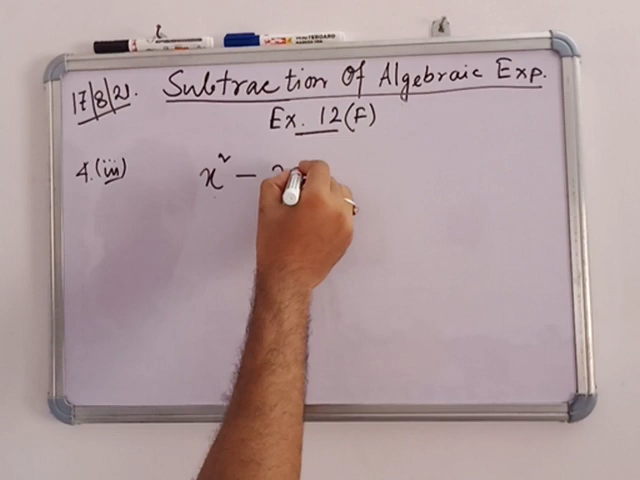 17/8/21. Subtraction Of Algebraic Exp.
Ex. 12(F)
4.(iii) x² –